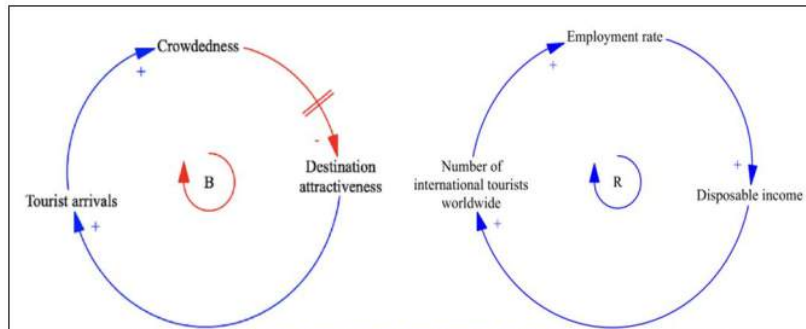 Crowdedness
+
-
B
Destination
attractiveness
Tourist arrivals
+
Employment rate
+
+
Number of
international tourists
worldwide
R
Disposable income
+